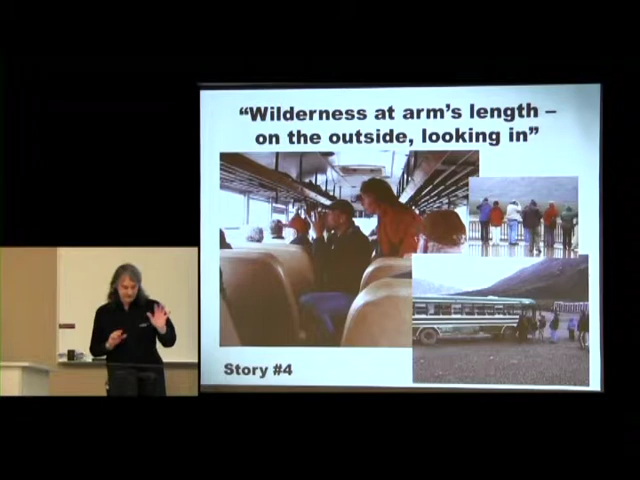 “Wilderness at arm’s length –
on the outside, looking in”
Story #4